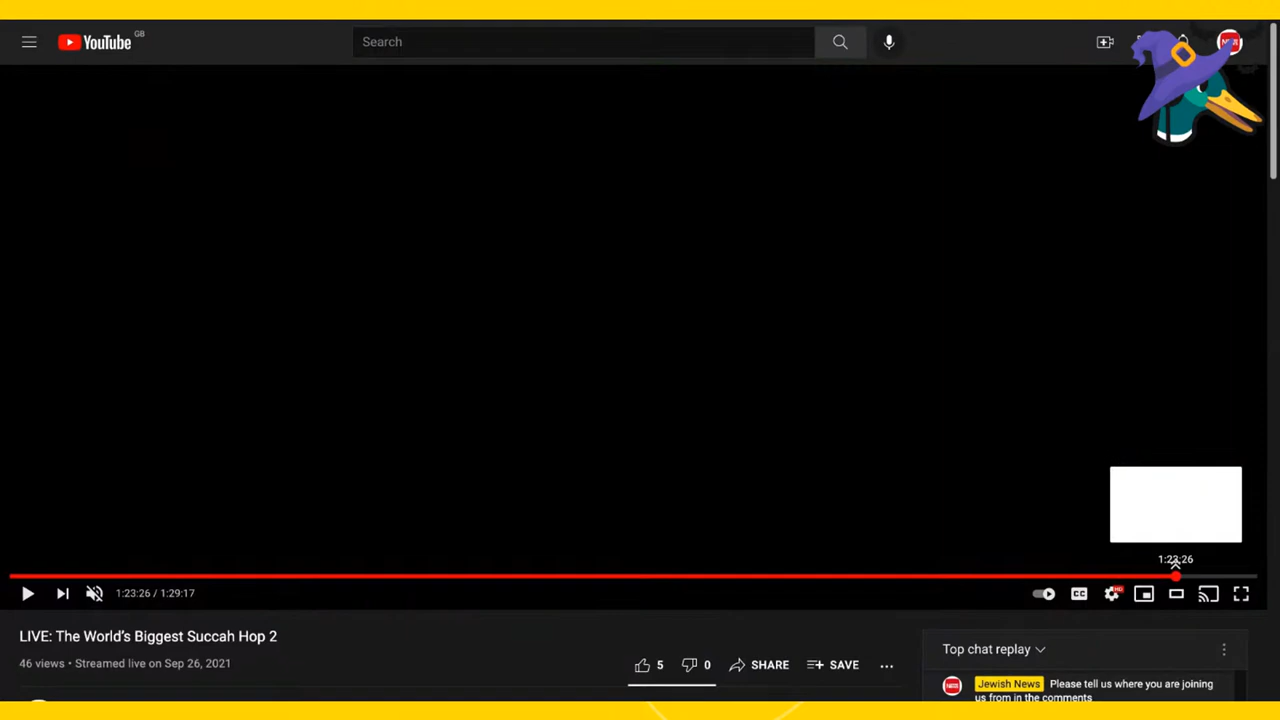 YouTube GB
Search
1:23:26
1:23:26 / 1:29:17
CC
HD
LIVE: The World's Biggest Succah Hop 2
46 views • Streamed live on Sep 26, 2021
5
0
SHARE
SAVE
Top chat replay
Jewish News Please tell us where you are joining
us from in the comments